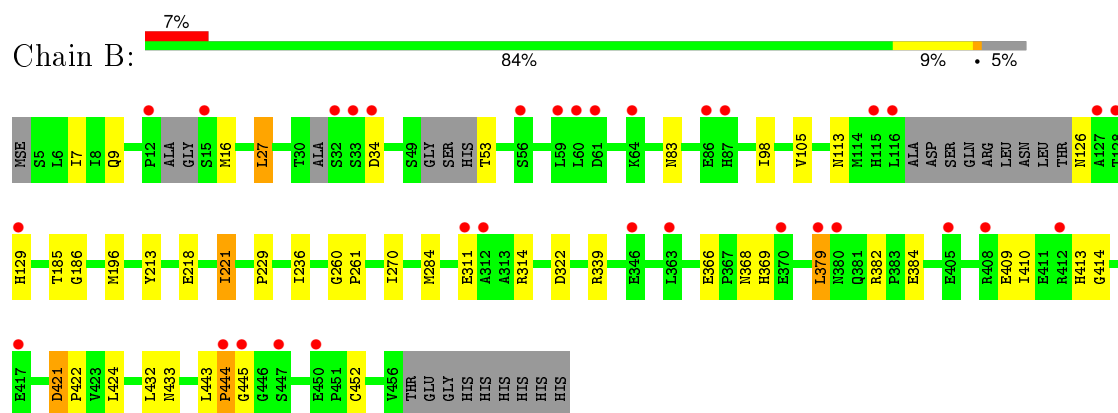 7%
Chain B:
84% 9% • 5%
MSE S5 L6 I7 I8 Q9 P12 ALA GLY S15 M16 L27 T30 ALA S32 S33 D34 S49 GLY SER HIS T53 S56 L59 L60 D61 K64 N83 E86 H87 I98 V105 N113 M114 H115 L116 ALA ASP SER GLN ARG LEU ASN LEU THR N126 A127 T128
H129 T185 G186 M196 Y213 E218 I221 P229 I236 G260 P261 I270 M284 E311 A312 A313 R314 D322 R339 E346 L363 E366 P367 N368 H369 E370 L379 N380 Q381 R382 P383 E384 E405 R408 E409 I410 E411 R412 H413 G414
E417 D421 P422 V423 L424 L432 N433 L443 P444 G445 G446 S447 E450 P451 C452 V456 THR GLU GLY HIS HIS HIS HIS HIS HIS